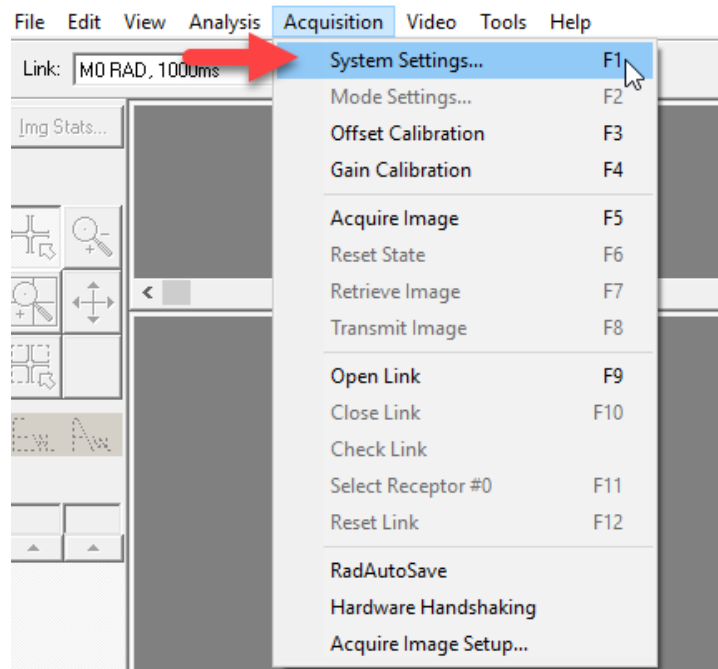 File Edit View Analysis Acquisition Video Tools Help
Link: M0 RAD, 1000ms
Img Stats...
System Settings... F1
Mode Settings... F2
Offset Calibration F3
Gain Calibration F4
Acquire Image F5
Reset State F6
Retrieve Image F7
Transmit Image F8
Open Link F9
Close Link F10
Check Link
Select Receptor #0 F11
Reset Link F12
RadAutoSave
Hardware Handshaking
Acquire Image Setup...